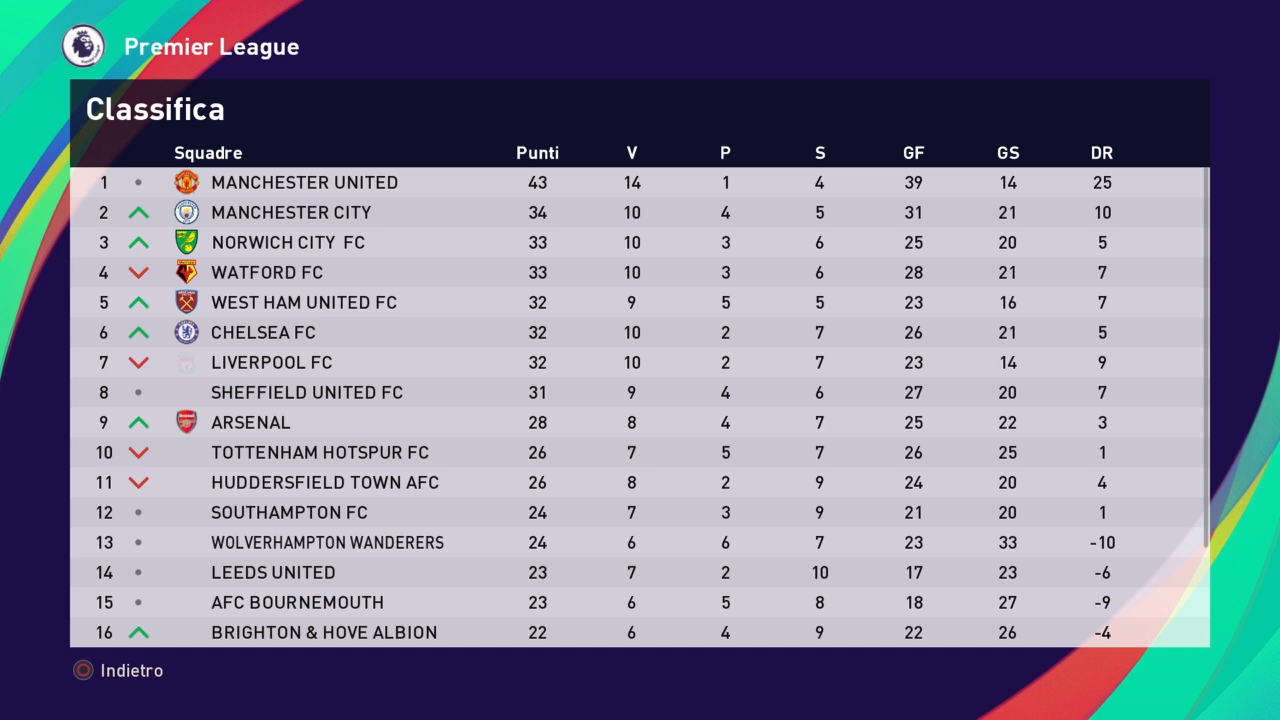 Premier League
Classifica
Squadre Punti V P S GF GS DR
1 MANCHESTER UNITED 43 14 1 4 39 14 25
2 MANCHESTER CITY 34 10 4 5 31 21 10
3 NORWICH CITY FC 33 10 3 6 25 20 5
4 WATFORD FC 33 10 3 6 28 21 7
5 WEST HAM UNITED FC 32 9 5 5 23 16 7
6 CHELSEA FC 32 10 2 7 26 21 5
7 LIVERPOOL FC 32 10 2 7 23 14 9
8 SHEFFIELD UNITED FC 31 9 4 6 27 20 7
9 ARSENAL 28 8 4 7 25 22 3
10 TOTTENHAM HOTSPUR FC 26 7 5 7 26 25 1
11 HUDDERSFIELD TOWN AFC 26 8 2 9 24 20 4
12 SOUTHAMPTON FC 24 7 3 9 21 20 1
13 WOLVERHAMPTON WANDERERS 24 6 6 7 23 33 -10
14 LEEDS UNITED 23 7 2 10 17 23 -6
15 AFC BOURNEMOUTH 23 6 5 8 18 27 -9
16 BRIGHTON & HOVE ALBION 22 6 4 9 22 26 -4
Indietro